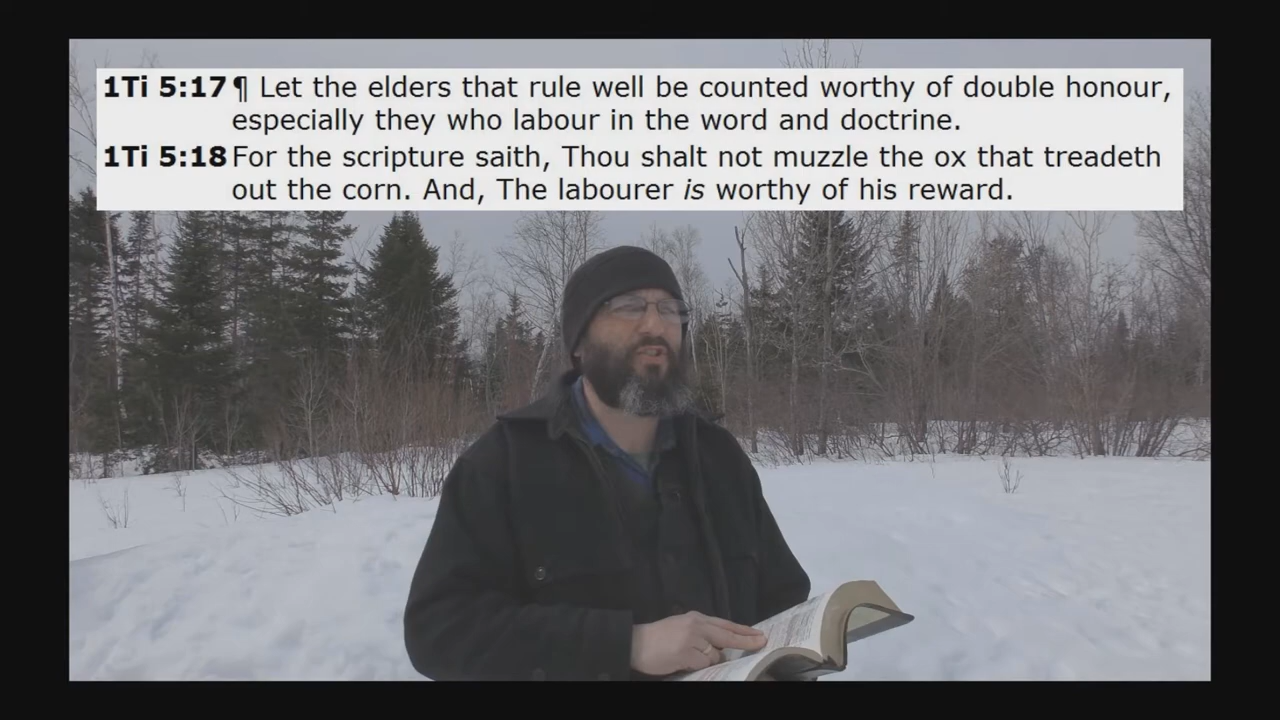 1Ti 5:17 ¶ Let the elders that rule well be counted worthy of double honour,
especially they who labour in the word and doctrine.
1Ti 5:18 For the scripture saith, Thou shalt not muzzle the ox that treadeth
out the corn. And, The labourer is worthy of his reward.